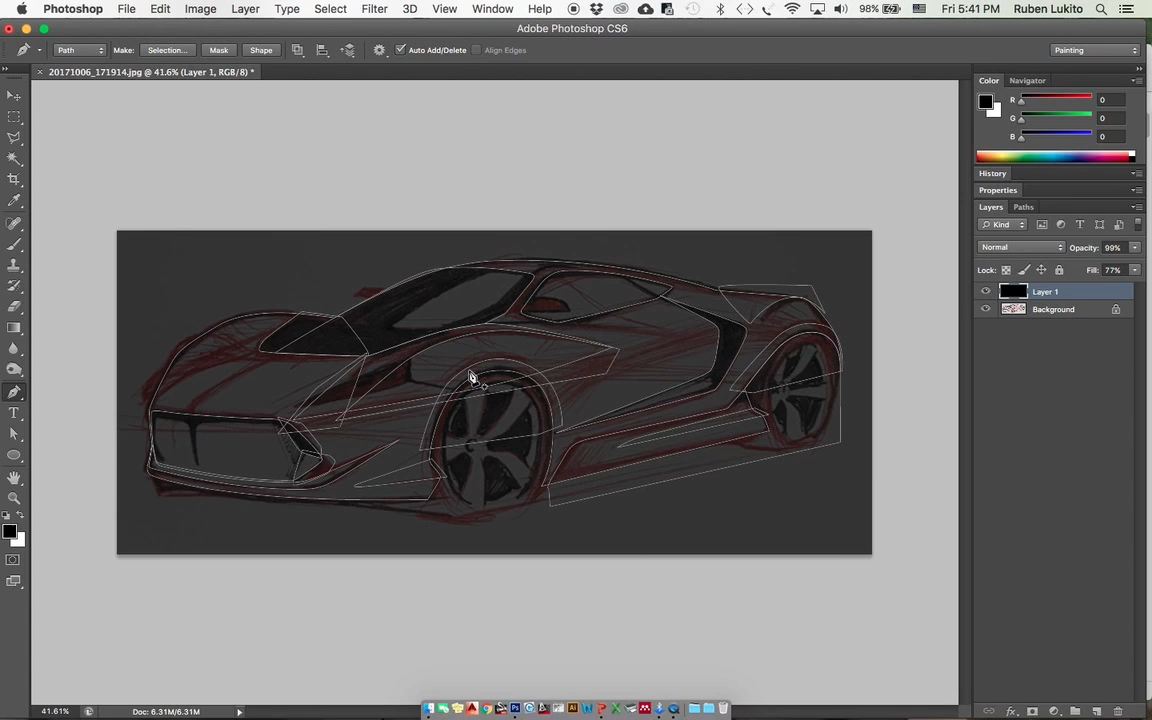 Photoshop File Edit Image Layer Type Select Filter 3D View Window Help 98% Fri 5:41 PM Ruben Lukito
Adobe Photoshop CS6
Path Make: Selection... Mask Shape Auto Add/Delete Align Edges Painting
20171006_171914.jpg @ 41.6% (Layer 1, RGB/8) *
Color Navigator
R 0
G 0
B 0
History
Properties
Layers Paths
Kind
Normal Opacity: 99%
Lock: Fill: 77%
Layer 1
Background
41.61% Doc: 6.31M/6.31M